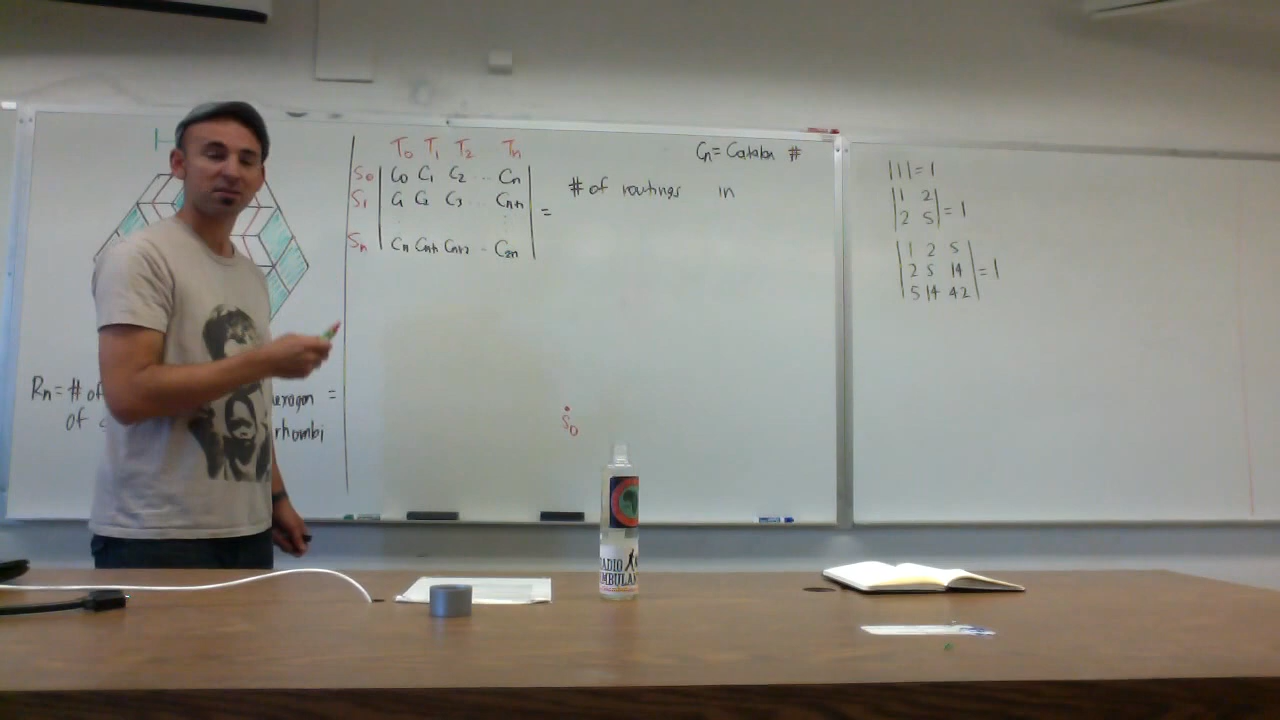 H
Rn = # of
of
hexagon =
rhombi
T0 T1 T2 Tn
S0 | C0 C1 C2 ... Cn |
S1 | C1 C2 C3 ... Cn+1 | =
Sn | Cn Cn+1 Cn+2 .. C2n |
# of routings in
Cn = Catalan #
S0
|1| = 1
1 2
2 5 = 1
1 2 5
2 5 14 = 1
5 14 42
RADIO
AMBULAN